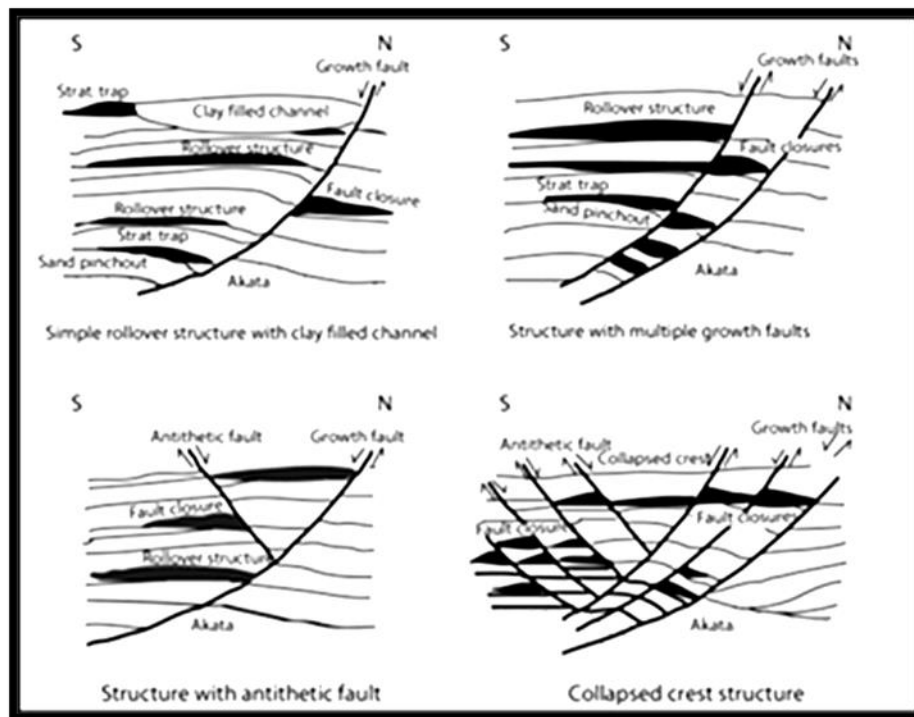 S
N
Growth fault
Strat trap
Clay filled channel
Rollover structure
Fault closure
Rollover structure
Strat trap
Sand pinchout
Akata
Simple rollover structure with clay filled channel
S
N
Growth faults
Rollover structure
Fault closures
Strat trap
Sand pinchout
Akata
Structure with multiple growth faults
S
N
Antithetic fault
Growth fault
Fault closure
Rollover structure
Akata
Structure with antithetic fault
S
N
Growth faults
Antithetic fault
Collapsed crest
Fault closure
Fault closures
Akata
Collapsed crest structure